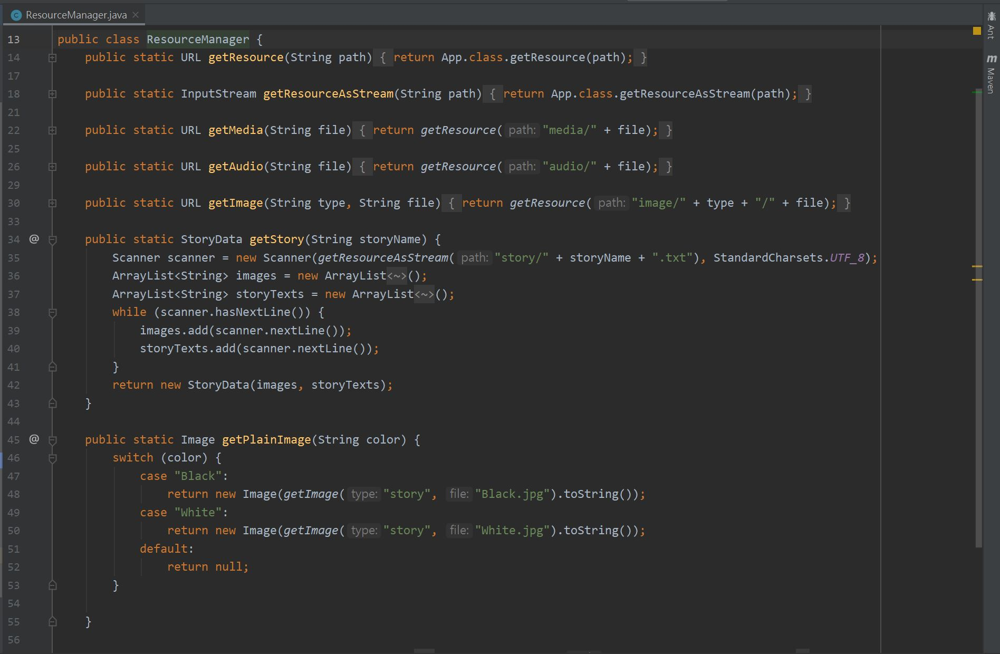 ResourceManager.java
Ant
Maven
13 public class ResourceManager {
14 public static URL getResource(String path) { return App.class.getResource(path); }
17
18 public static InputStream getResourceAsStream(String path) { return App.class.getResourceAsStream(path); }
21
22 public static URL getMedia(String file) { return getResource( path: "media/" + file); }
25
26 public static URL getAudio(String file) { return getResource( path: "audio/" + file); }
29
30 public static URL getImage(String type, String file) { return getResource( path: "image/" + type + "/" + file); }
33
34 @ public static StoryData getStory(String storyName) {
35 Scanner scanner = new Scanner(getResourceAsStream( path: "story/" + storyName + ".txt"), StandardCharsets.UTF_8);
36 ArrayList<String> images = new ArrayList<~>();
37 ArrayList<String> storyTexts = new ArrayList<~>();
38 while (scanner.hasNextLine()) {
39 images.add(scanner.nextLine());
40 storyTexts.add(scanner.nextLine());
41 }
42 return new StoryData(images, storyTexts);
43 }
44
45 @ public static Image getPlainImage(String color) {
46 switch (color) {
47 case "Black":
48 return new Image(getImage( type: "story", file: "Black.jpg").toString());
49 case "White":
50 return new Image(getImage( type: "story", file: "White.jpg").toString());
51 default:
52 return null;
53 }
54
55 }
56